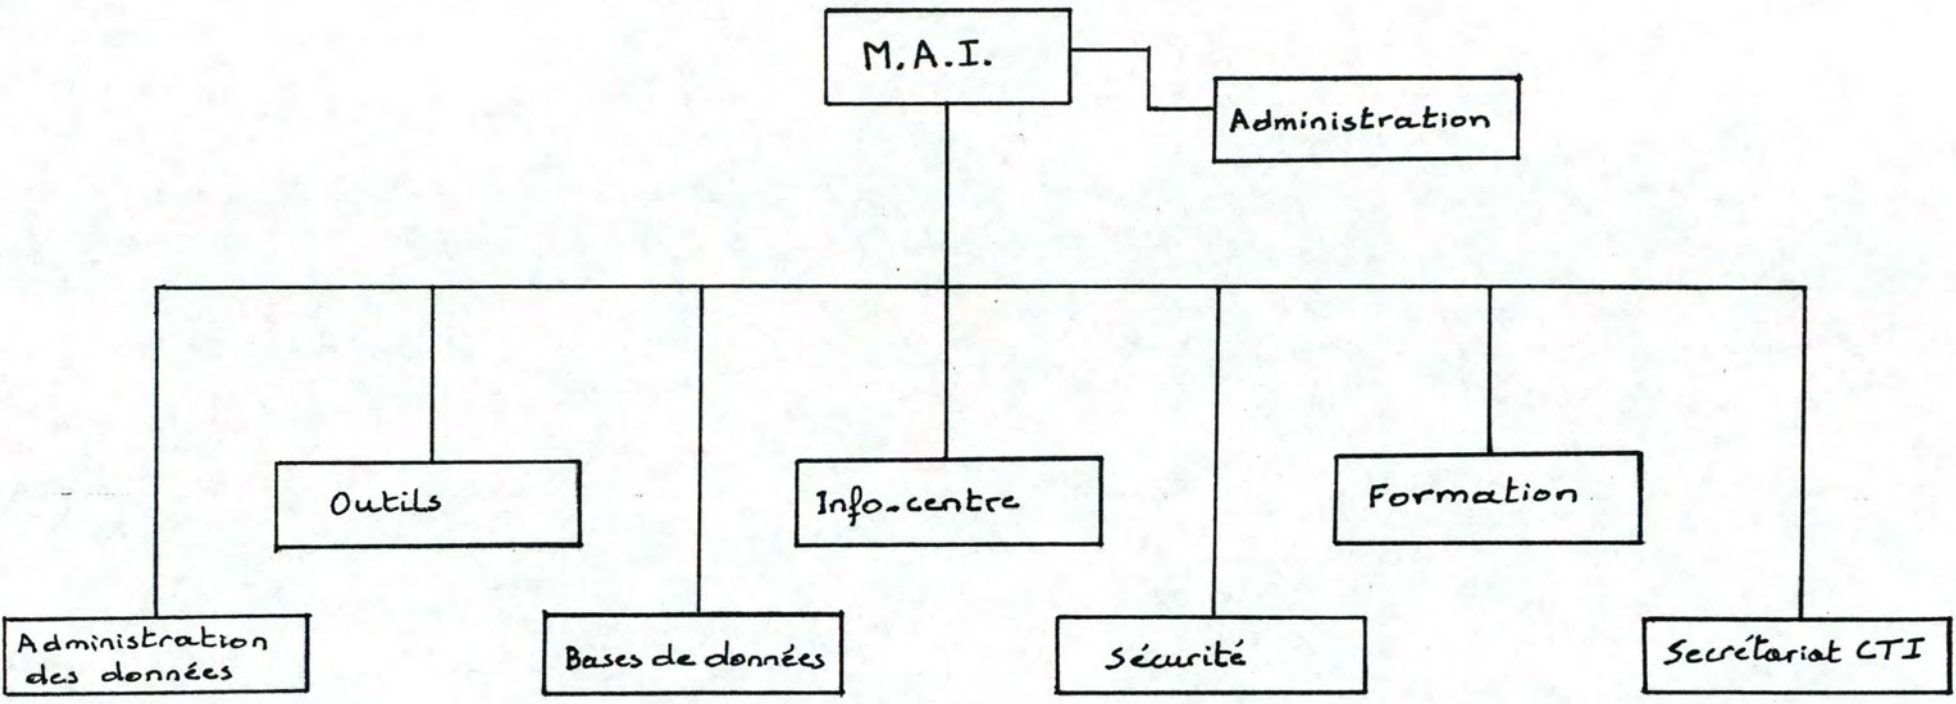 M.A.I.
Administration
Outils
Info-centre
Formation
Administration
des données
Bases de données
Sécurité
Secrétariat CTI